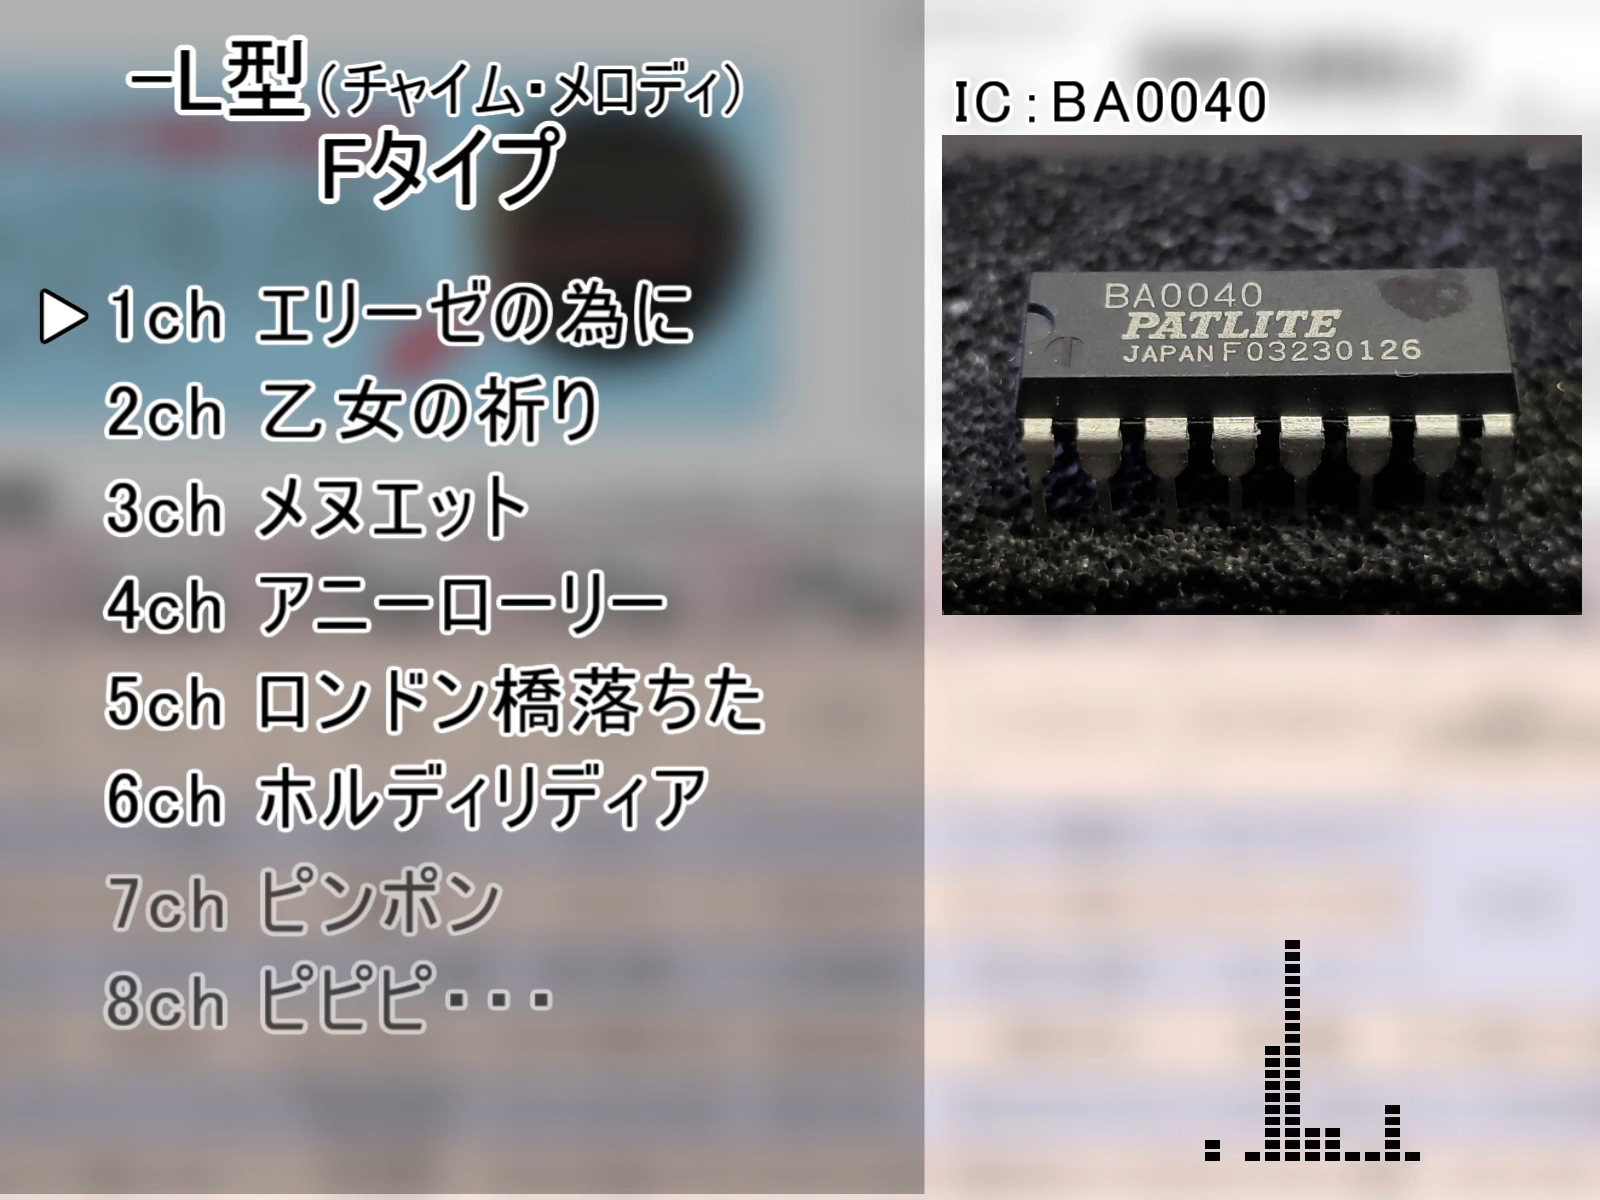 −L型（チャイム・メロディ）
Fタイプ
1ch エリーゼの為に
2ch 乙女の祈り
3ch メヌエット
4ch アニーローリー
5ch ロンドン橋落ちた
6ch ホルディリディア
7ch ピンポン
8ch ピピピ・・・
IC：BA0040
BA0040
PATLITE
JAPAN F03230126